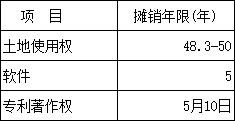 项 目 摊销年限(年)
土地使用权 48.3-50
软件 5
专利著作权 5月10日